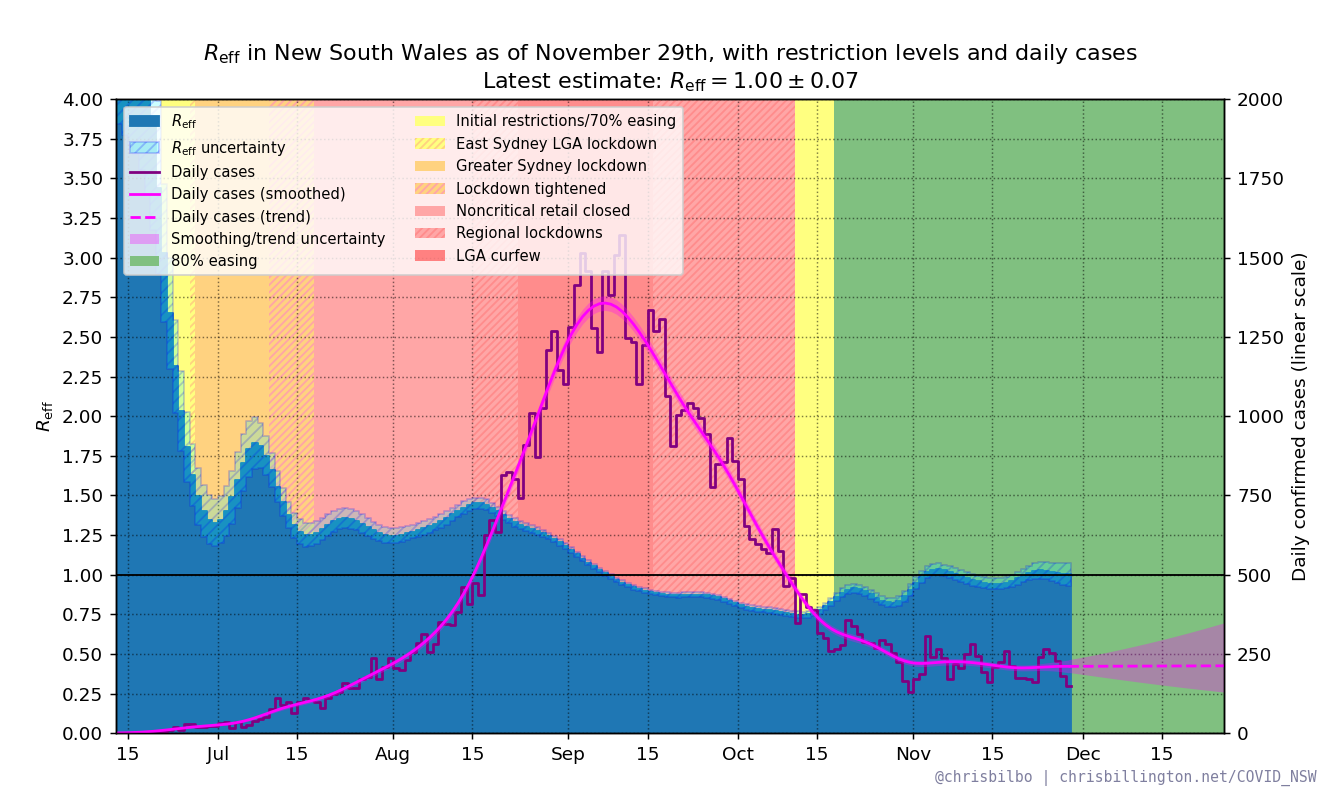 R_eff in New South Wales as of November 29th, with restriction levels and daily cases
Latest estimate: R_eff = 1.00 ± 0.07
R_eff
R_eff uncertainty
Daily cases
Daily cases (smoothed)
Daily cases (trend)
Smoothing/trend uncertainty
80% easing
Initial restrictions/70% easing
East Sydney LGA lockdown
Greater Sydney lockdown
Lockdown tightened
Noncritical retail closed
Regional lockdowns
LGA curfew
R_eff
4.00
3.75
3.50
3.25
3.00
2.75
2.50
2.25
2.00
1.75
1.50
1.25
1.00
0.75
0.50
0.25
0.00
2000
1750
1500
1250
1000
750
500
250
0
Daily confirmed cases (linear scale)
15 Jul 15 Aug 15 Sep 15 Oct 15 Nov 15 Dec 15
@chrisbilbo | chrisbillington.net/COVID_NSW